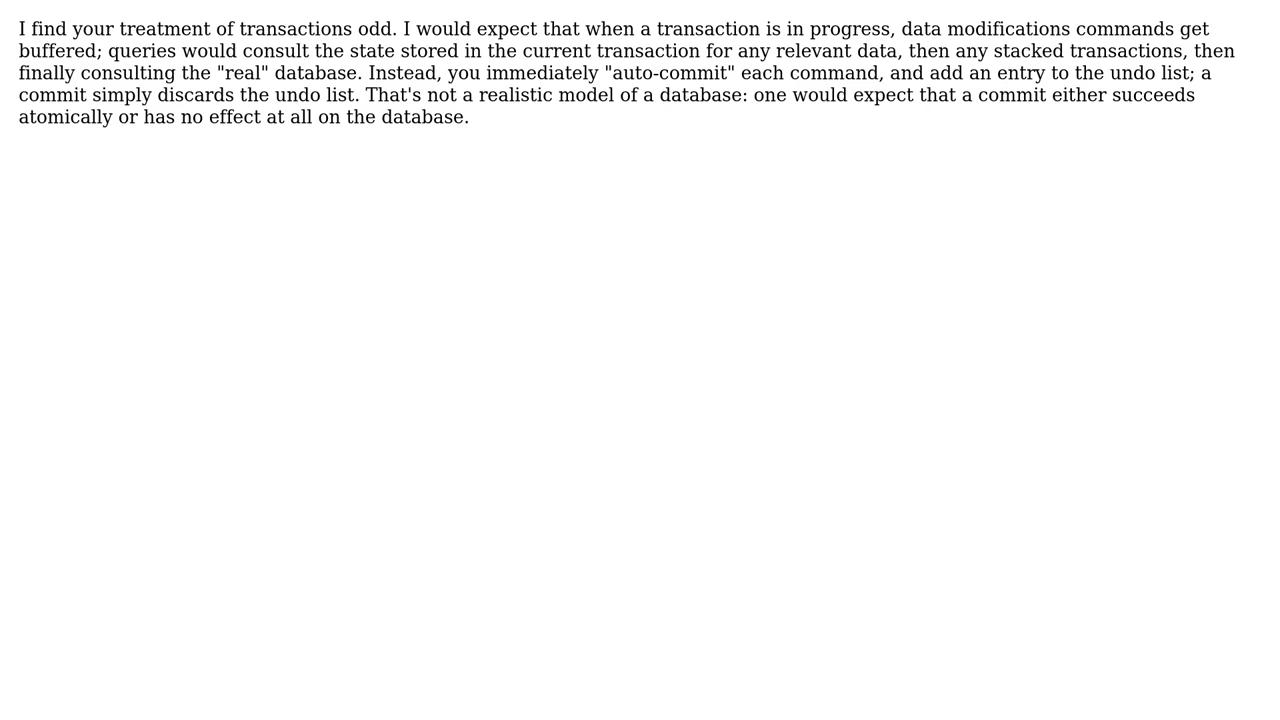 I find your treatment of transactions odd. I would expect that when a transaction is in progress, data modifications commands get
buffered; queries would consult the state stored in the current transaction for any relevant data, then any stacked transactions, then
finally consulting the "real" database. Instead, you immediately "auto-commit" each command, and add an entry to the undo list; a
commit simply discards the undo list. That's not a realistic model of a database: one would expect that a commit either succeeds
atomically or has no effect at all on the database.